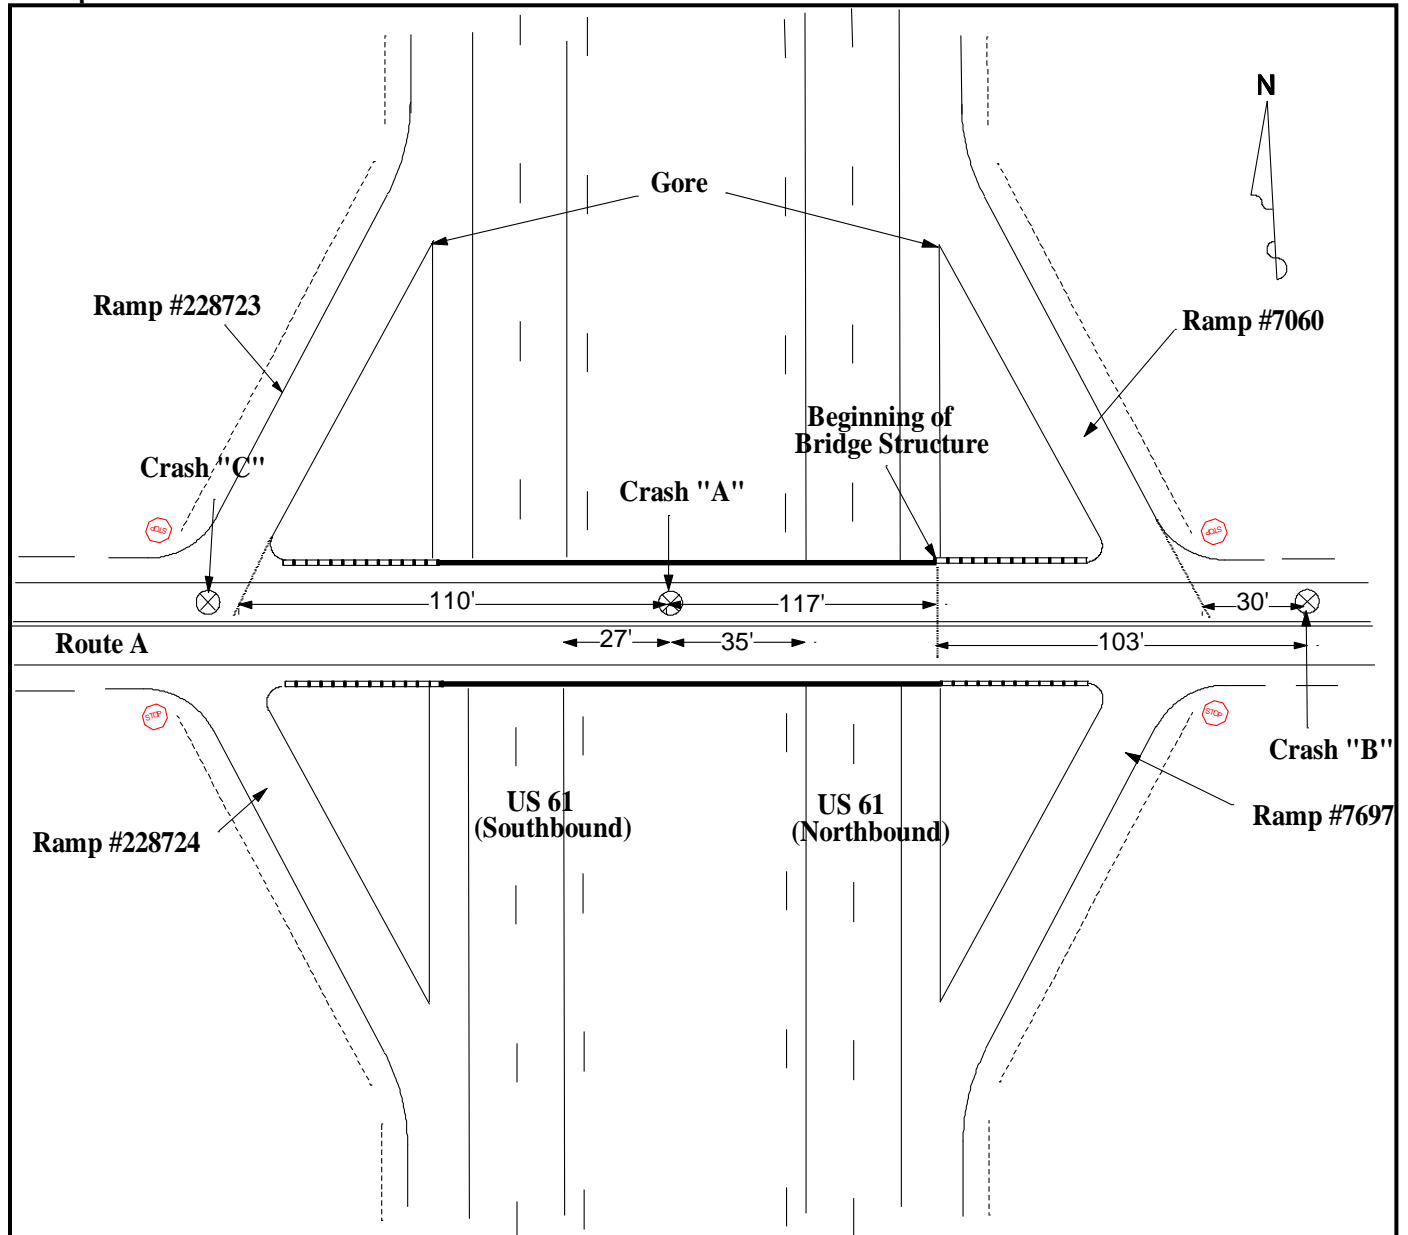 N
Gore
Ramp #228723
Ramp #7060
Beginning of
Bridge Structure
Crash "C"
Crash "A"
STOP
STOP
110'
117'
30'
Route A
27'
35'
103'
STOP
STOP
Crash "B"
US 61
(Southbound)
US 61
(Northbound)
Ramp #7697
Ramp #228724